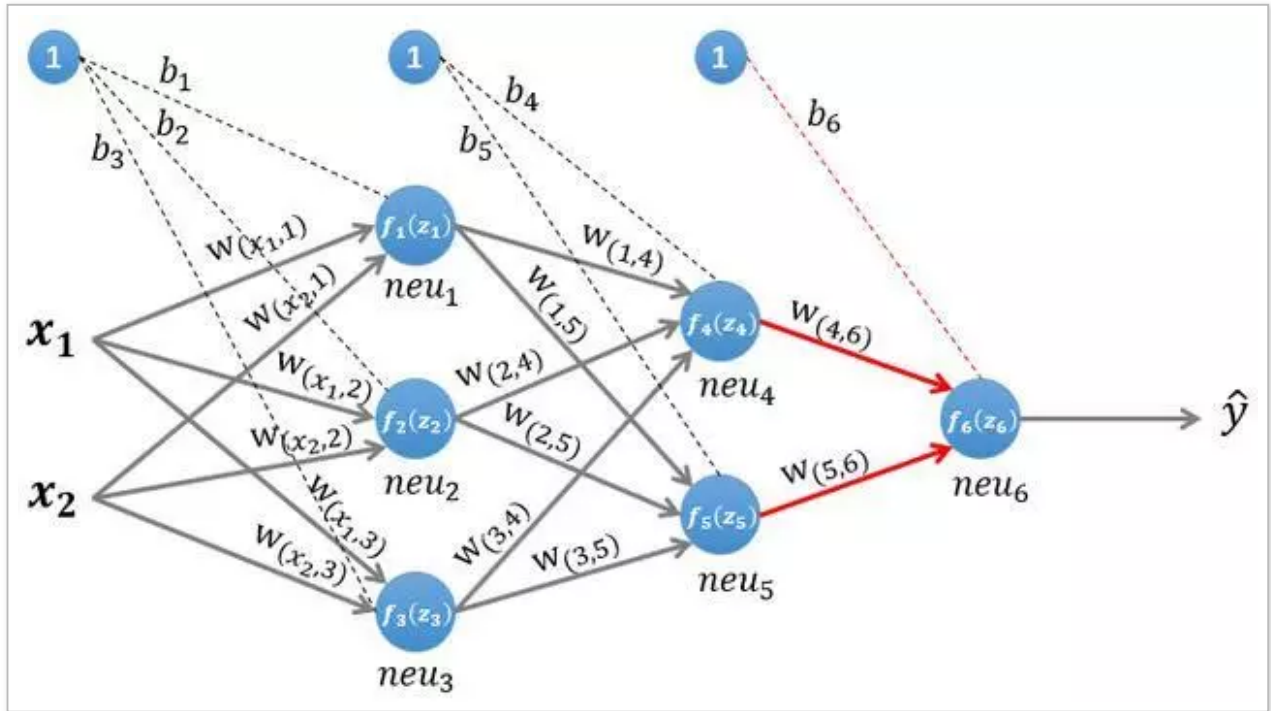 1 1 1
b₁
b₄
b₂
b₆
b₃
b₅
W(x₁,1)
f₁(z₁)
W(1,4)
neu₁
W(x₂,1)
W(1,5)
x₁
f₄(z₄)
W(4,6)
W(x₁,2)
W(2,4)
neu₄
f₂(z₂)
f₆(z₆)
ŷ
W(x₂,2)
W(2,5)
x₂
neu₂
W(5,6)
neu₆
W(x₁,3)
f₅(z₅)
W(3,4)
W(x₂,3)
W(3,5)
neu₅
f₃(z₃)
neu₃